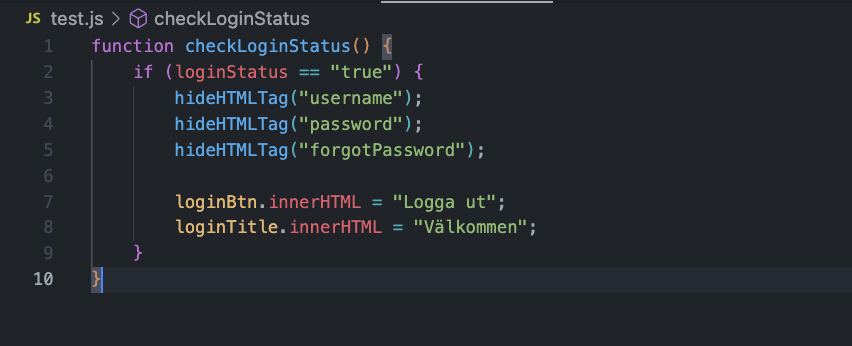 JS test.js > checkLoginStatus
1 function checkLoginStatus() {
2     if (loginStatus == "true") {
3         hideHTMLTag("username");
4         hideHTMLTag("password");
5         hideHTMLTag("forgotPassword");
6
7         loginBtn.innerHTML = "Logga ut";
8         loginTitle.innerHTML = "Välkommen";
9     }
10 }